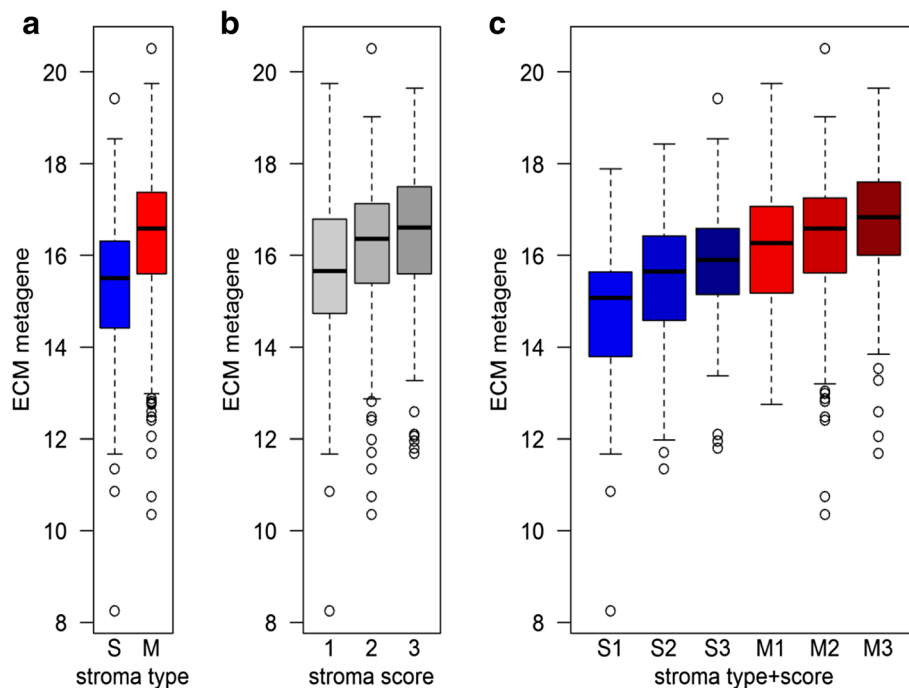 a
ECM metagene
20
18
16
14
12
10
8
S M
stroma type
b
ECM metagene
20
18
16
14
12
10
8
1 2 3
stroma score
c
ECM metagene
20
18
16
14
12
10
8
S1 S2 S3 M1 M2 M3
stroma type+score